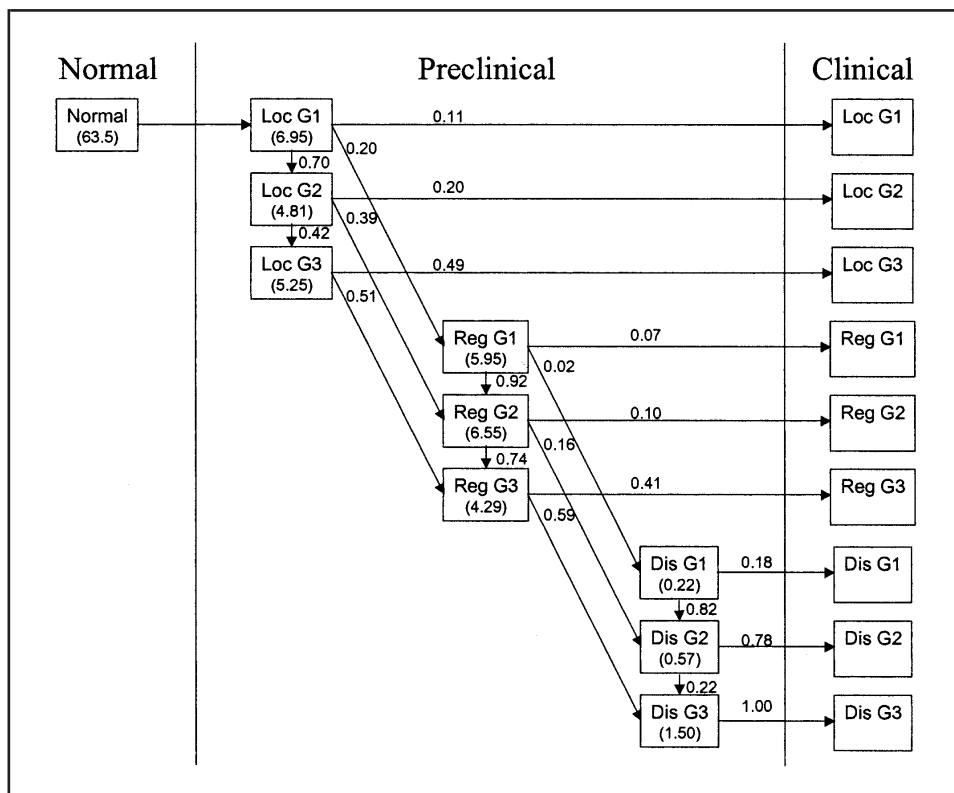 Normal Preclinical Clinical
Normal
(63.5)
Loc G1
(6.95)
0.11
Loc G1
0.20
0.70
Loc G2
(4.81)
0.20
Loc G2
0.39
0.42
Loc G3
(5.25)
0.49
Loc G3
0.51
Reg G1
(5.95)
0.07
Reg G1
0.02
0.92
Reg G2
(6.55)
0.10
Reg G2
0.16
0.74
Reg G3
(4.29)
0.41
Reg G3
0.59
Dis G1
(0.22)
0.18
Dis G1
0.82
Dis G2
(0.57)
0.78
Dis G2
0.22
Dis G3
(1.50)
1.00
Dis G3